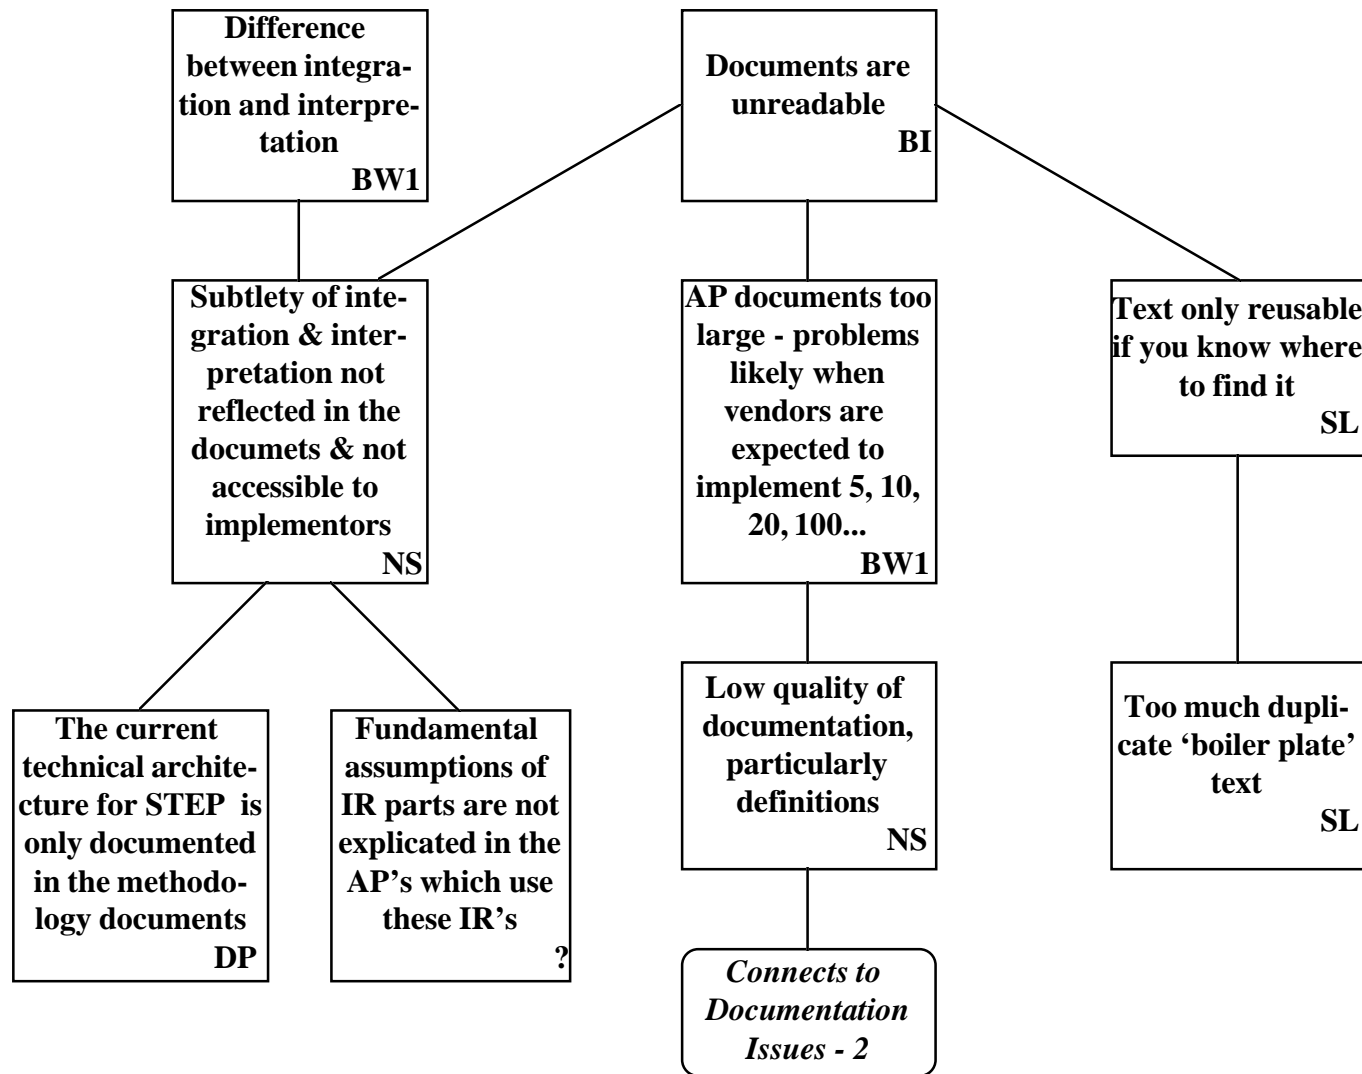 Difference
between integra-
tion and interpre-
tation
BW1
Documents are
unreadable
BI
Subtlety of inte-
gration & inter-
pretation not
reflected in the
documets & not
accessible to
implementors
NS
AP documents too
large - problems
likely when
vendors are
expected to
implement 5, 10,
20, 100...
BW1
Text only reusable
if you know where
to find it
SL
The current
technical archite-
cture for STEP is
only documented
in the methodo-
logy documents
DP
Fundamental
assumptions of
IR parts are not
explicated in the
AP's which use
these IR's
?
Low quality of
documentation,
particularly
definitions
NS
Too much dupli-
cate ‘boiler plate’
text
SL
Connects to
Documentation
Issues - 2